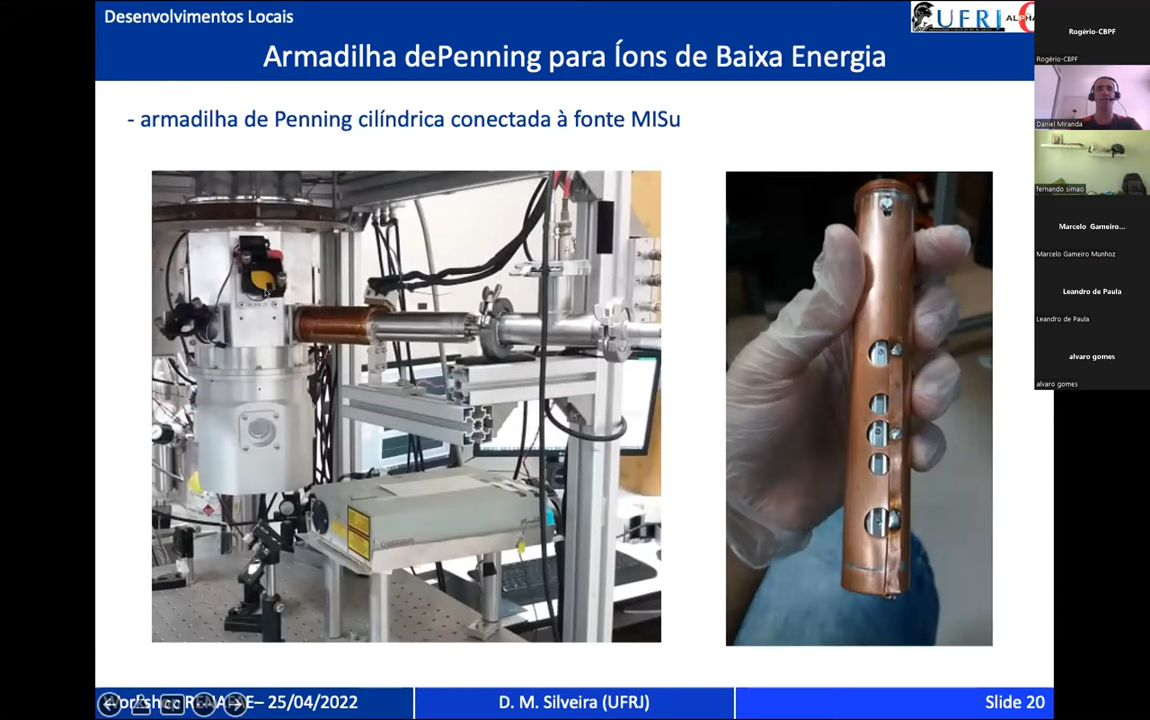 Desenvolvimentos Locais
UFRJ
ALPHA
Armadilha dePenning para Íons de Baixa Energia
- armadilha de Penning cilíndrica conectada à fonte MISu
Workshop RENAFAE– 25/04/2022
D. M. Silveira (UFRJ)
Slide 20
Rogério-CBPF
Rogério-CBPF
Daniel Miranda
fernando simao
Marcelo Gameiro...
Marcelo Gameiro Munhoz
Leandro de Paula
Leandro de Paula
alvaro gomes
alvaro gomes